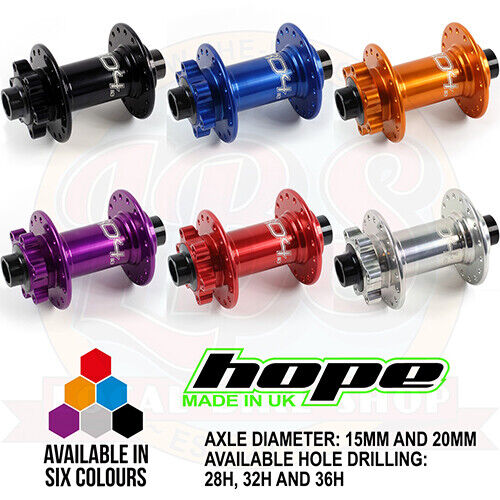 hope
MADE IN UK
AVAILABLE IN
SIX COLOURS
AXLE DIAMETER: 15MM AND 20MM
AVAILABLE HOLE DRILLING:
28H, 32H AND 36H